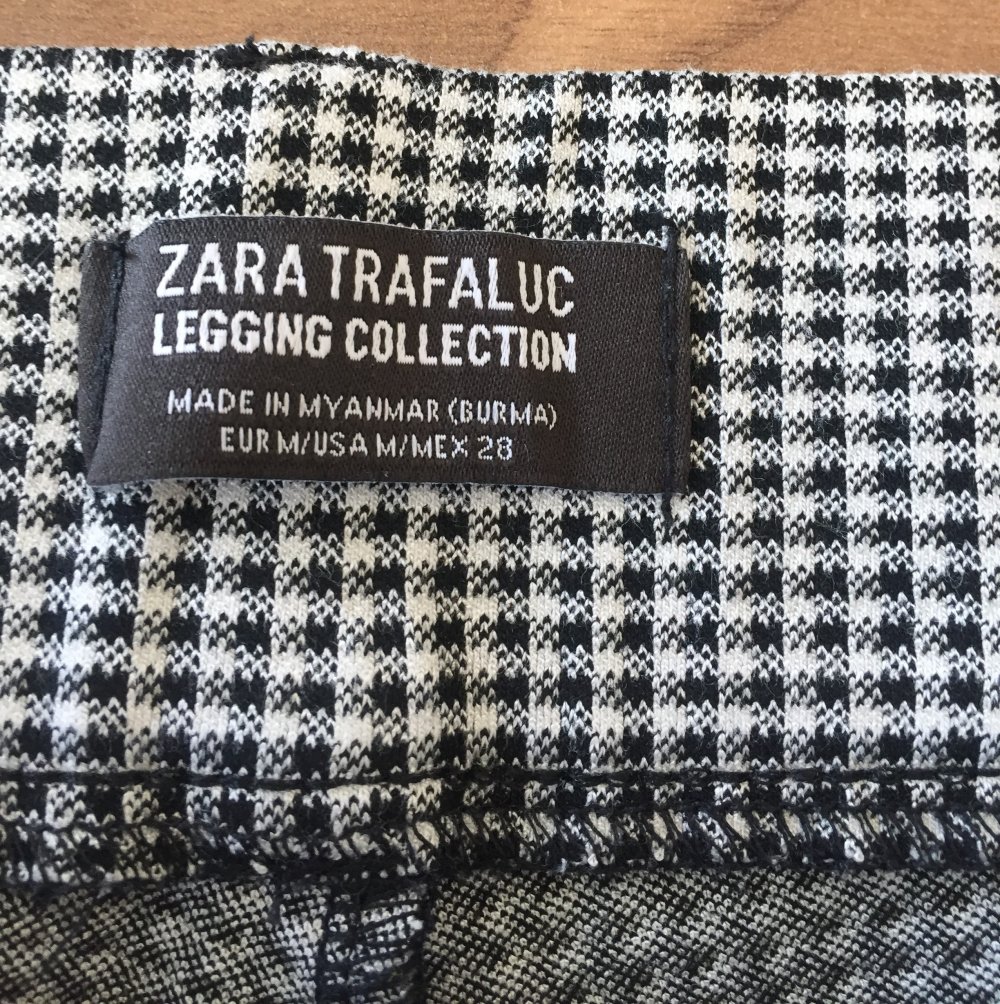 ZARA TRAFALUC
LEGGING COLLECTION
MADE IN MYANMAR (BURMA)
EUR M/USA M/MEX 28